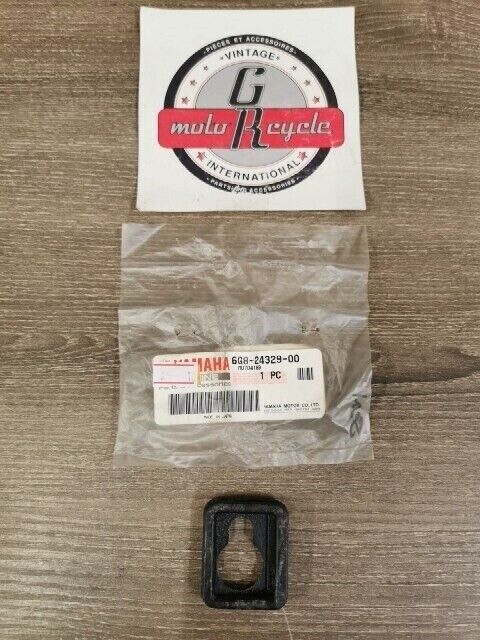 PIÈCES ET ACCESSOIRES
VINTAGE
GR
moto cycle
INTERNATIONAL
PARTS & ACCESSORIES
YAMAHA 6G8-24329-00
1 PC
MADE IN JAPAN
YAMAHA MOTOR CO., LTD.